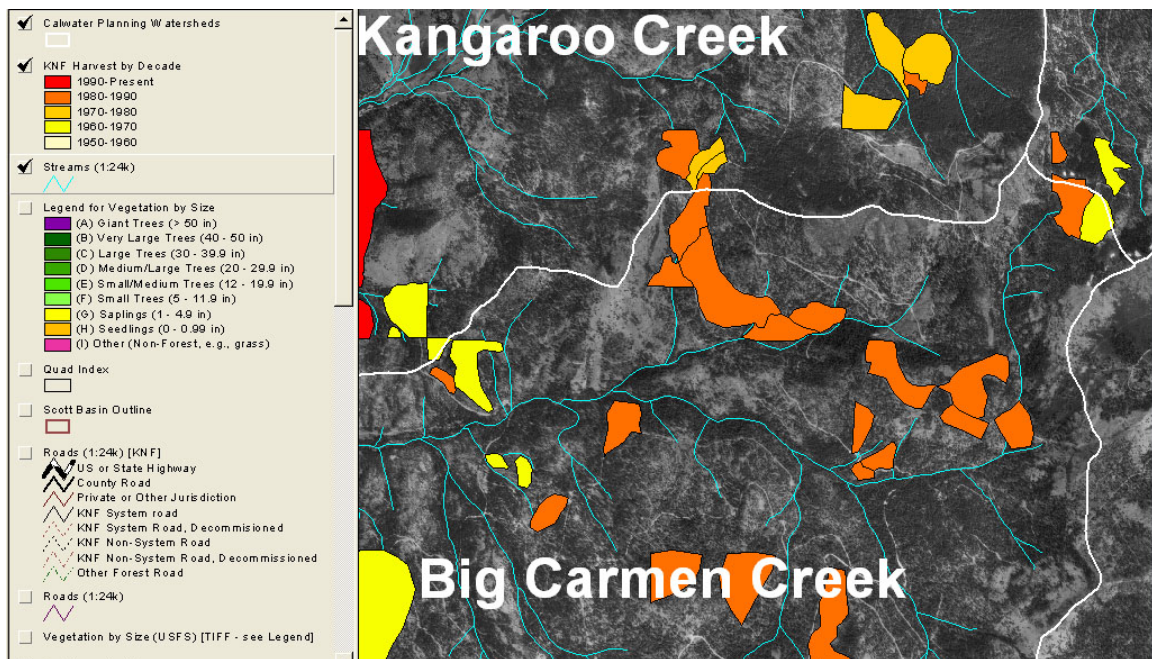 Calwater Planning Watersheds
KNF Harvest by Decade
1990-Present
1980-1990
1970-1980
1960-1970
1950-1960
Streams (1:24k)
Legend for Vegetation by Size
(A) Giant Trees (> 50 in)
(B) Very Large Trees (40 - 50 in)
(C) Large Trees (30 - 39.9 in)
(D) Medium/Large Trees (20 - 29.9 in)
(E) Small/Medium Trees (12 - 19.9 in)
(F) Small Trees (5 - 11.9 in)
(G) Saplings (1 - 4.9 in)
(H) Seedlings (0 - 0.99 in)
(I) Other (Non-Forest, e.g., grass)
Quad Index
Scott Basin Outline
Roads (1:24k) [KNF]
US or State Highway
County Road
Private or Other Jurisdiction
KNF System road
KNF System Road, Decommisioned
KNF Non-System Road
KNF Non-System Road, Decommissioned
Other Forest Road
Roads (1:24k)
Vegetation by Size (USFS) [TIFF - see Legend]
Kangaroo Creek
Big Carmen Creek